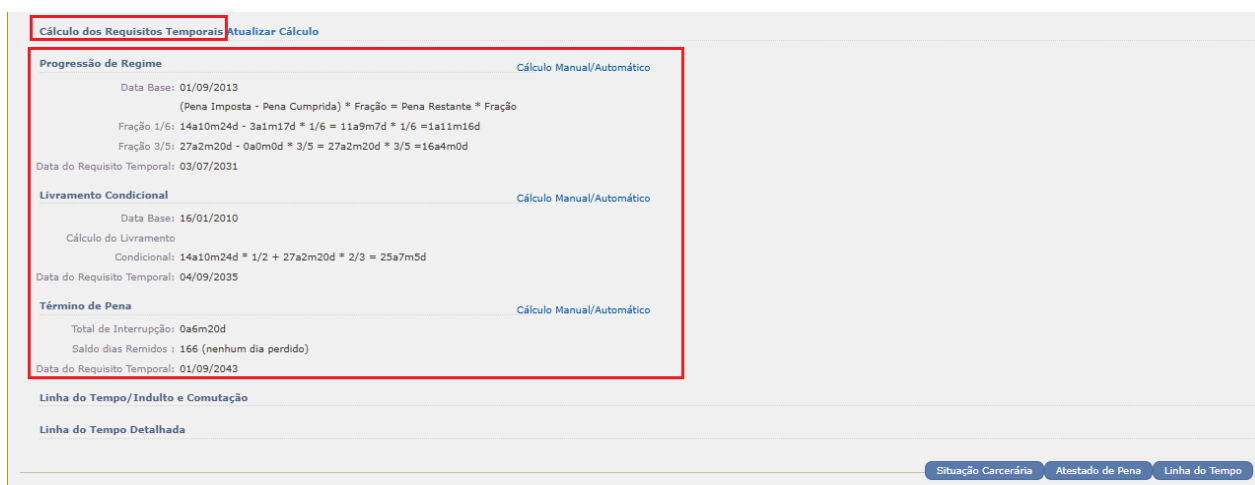 Cálculo dos Requisitos Temporais Atualizar Cálculo
Progressão de Regime Cálculo Manual/Automático
Data Base: 01/09/2013
(Pena Imposta - Pena Cumprida) * Fração = Pena Restante * Fração
Fração 1/6: 14a10m24d - 3a1m17d * 1/6 = 11a9m7d * 1/6 =1a11m16d
Fração 3/5: 27a2m20d - 0a0m0d * 3/5 = 27a2m20d * 3/5 =16a4m0d
Data do Requisito Temporal: 03/07/2031
Livramento Condicional Cálculo Manual/Automático
Data Base: 16/01/2010
Cálculo do Livramento
Condicional: 14a10m24d * 1/2 + 27a2m20d * 2/3 = 25a7m5d
Data do Requisito Temporal: 04/09/2035
Término de Pena Cálculo Manual/Automático
Total de Interrupção: 0a6m20d
Saldo dias Remidos : 166 (nenhum dia perdido)
Data do Requisito Temporal: 01/09/2043
Linha do Tempo/Indulto e Comutação
Linha do Tempo Detalhada
Situação Carcerária Atestado de Pena Linha do Tempo